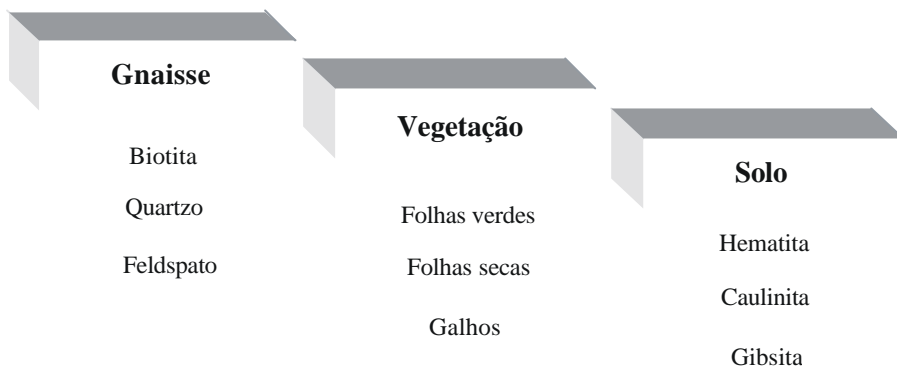 Gnaisse
Biotita
Quartzo
Feldspato
Vegetação
Folhas verdes
Folhas secas
Galhos
Solo
Hematita
Caulinita
Gibsita